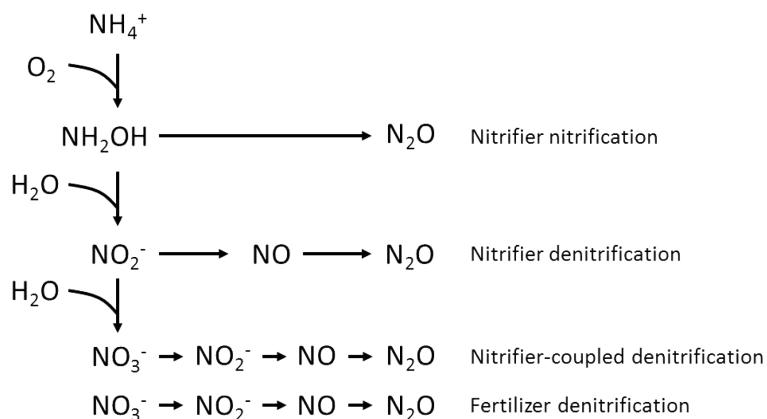 NH₄⁺
O₂
NH₂OH N₂O Nitrifier nitrification
H₂O
NO₂⁻ NO N₂O Nitrifier denitrification
H₂O
NO₃⁻ NO₂⁻ NO N₂O Nitrifier-coupled denitrification
NO₃⁻ NO₂⁻ NO N₂O Fertilizer denitrification